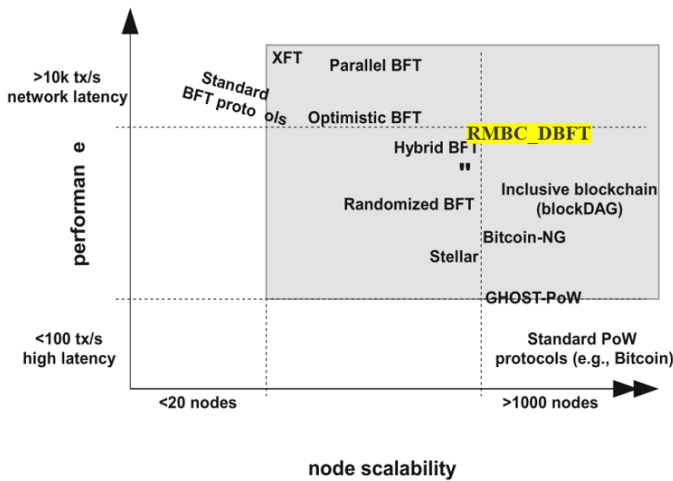 XFT
Parallel BFT
>10k tx/s
network latency
Standard
BFT proto ols
Optimistic BFT
RMBC_DBFT
Hybrid BFT
"
performan e
Randomized BFT
Inclusive blockchain
(blockDAG)
Bitcoin-NG
Stellar
GHOST-PoW
<100 tx/s
high latency
Standard PoW
protocols (e.g., Bitcoin)
<20 nodes
>1000 nodes
node scalability